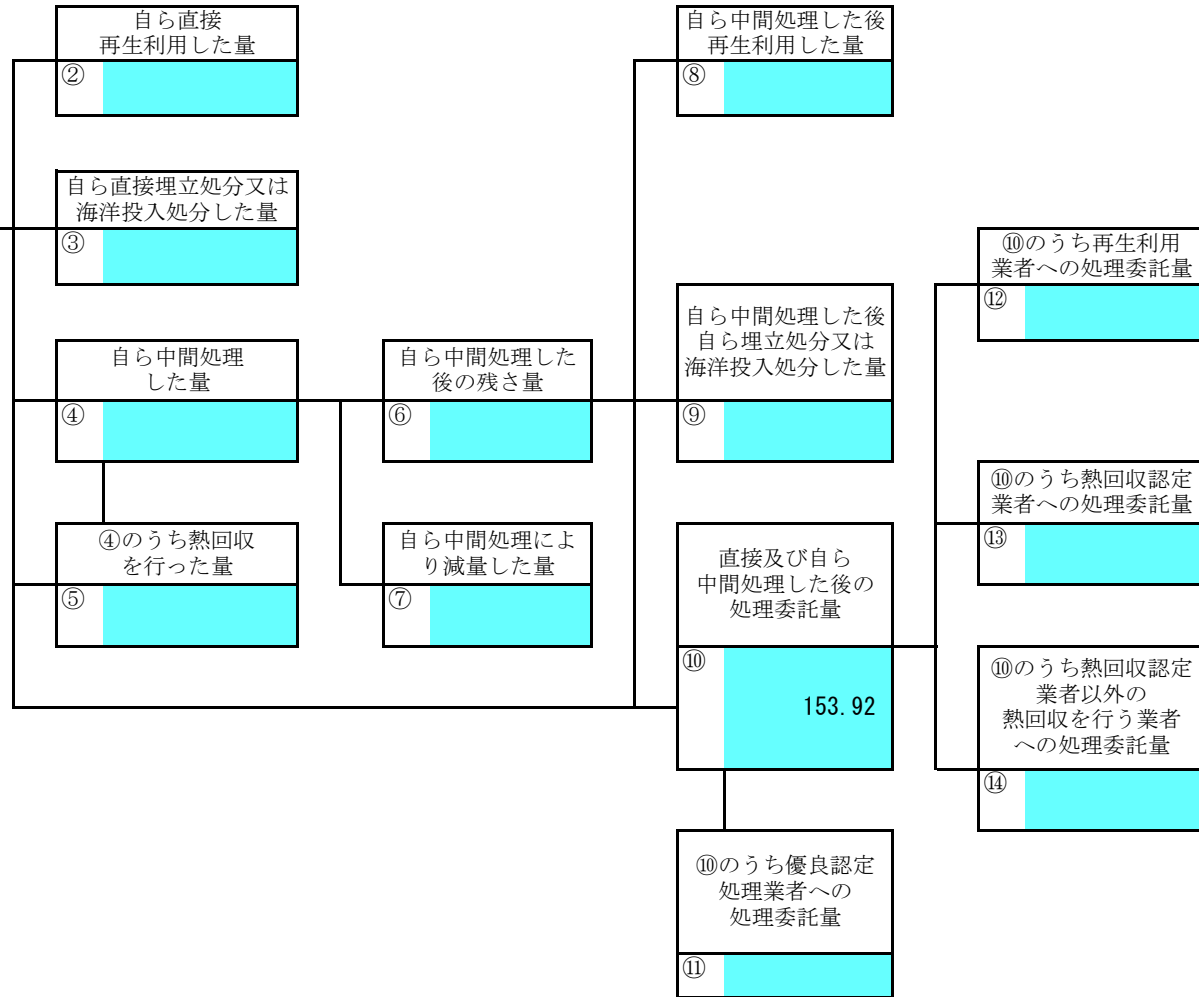 自ら直接
再生利用した量
②
自ら直接埋立処分又は
海洋投入処分した量
③
自ら中間処理
した量
④
④のうち熱回収
を行った量
⑤
自ら中間処理した
後の残さ量
⑥
自ら中間処理によ
り減量した量
⑦
自ら中間処理した後
再生利用した量
⑧
自ら中間処理した後
自ら埋立処分又は
海洋投入処分した量
⑨
直接及び自ら
中間処理した後の
処理委託量
⑩
153.92
⑩のうち優良認定
処理業者への
処理委託量
⑪
⑩のうち再生利用
業者への処理委託量
⑫
⑩のうち熱回収認定
業者への処理委託量
⑬
⑩のうち熱回収認定
業者以外の
熱回収を行う業者
への処理委託量
⑭